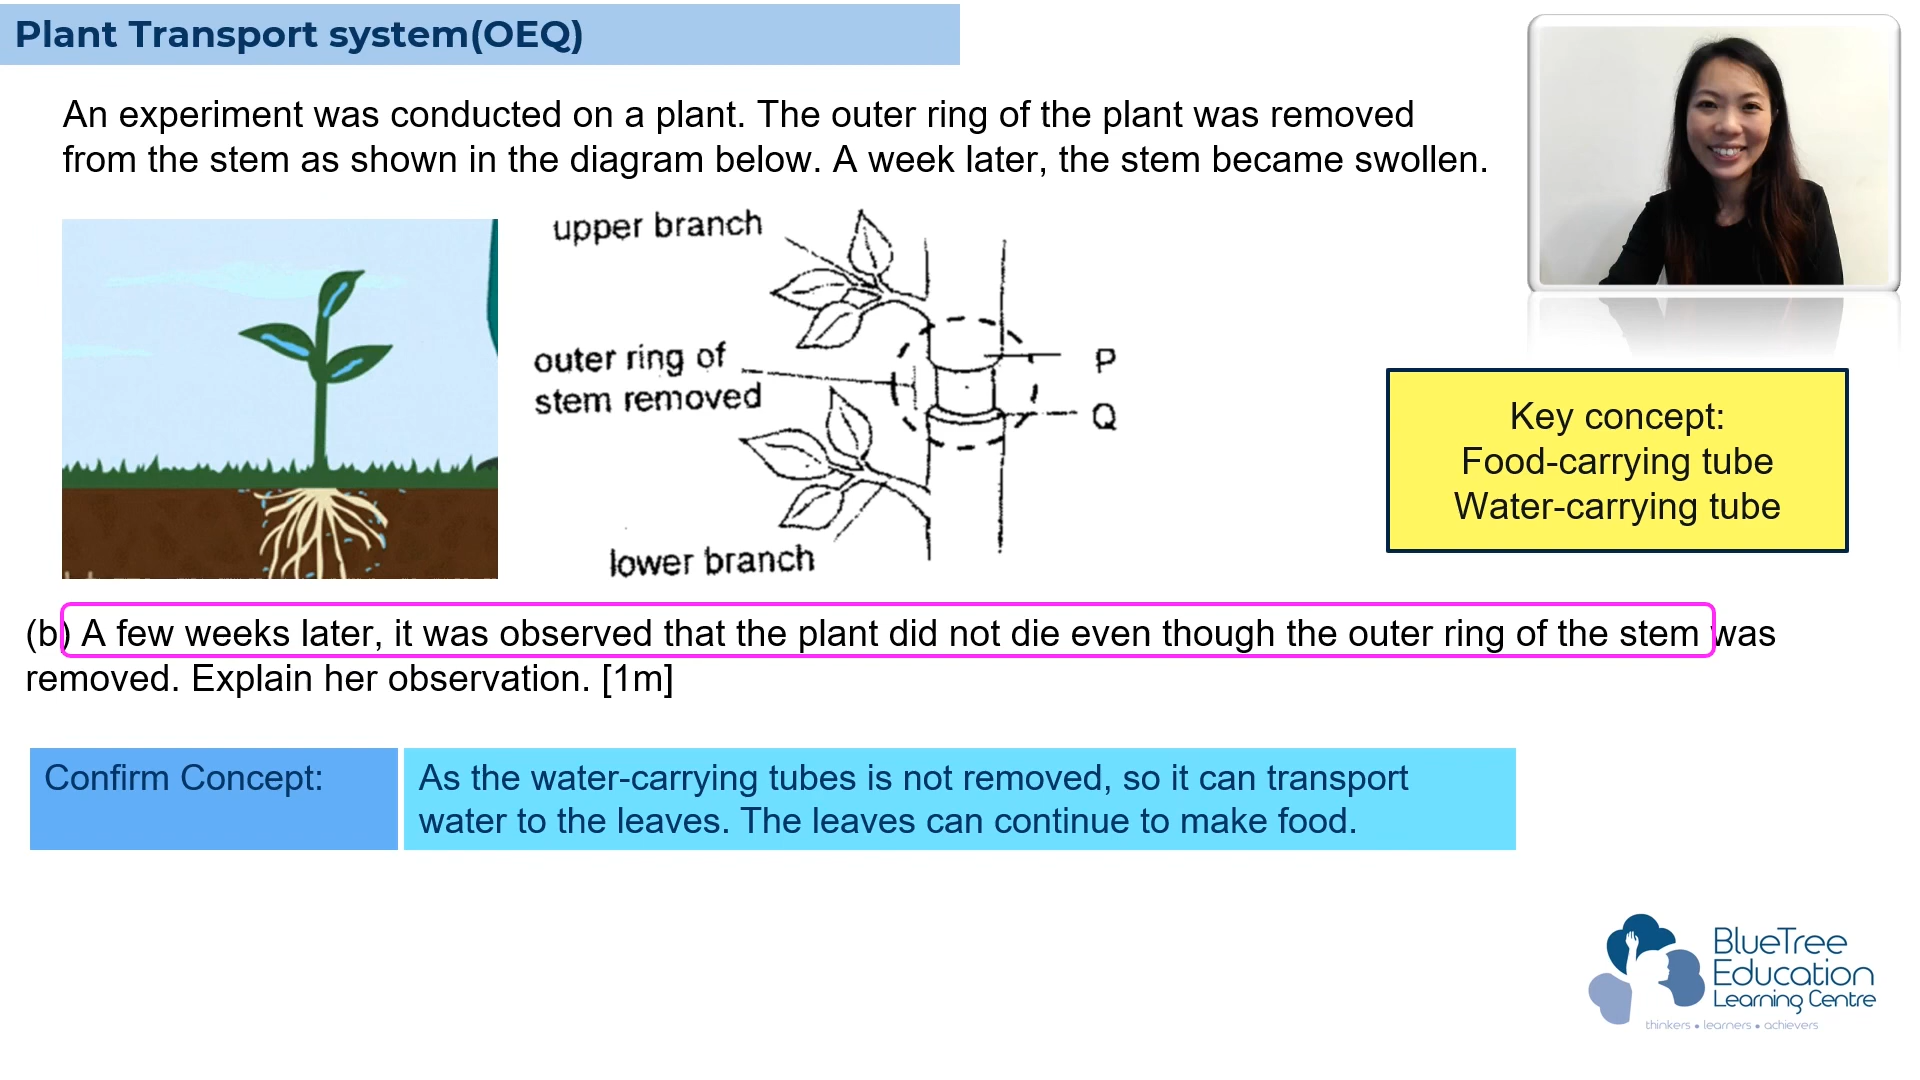 Plant Transport system(OEQ)
An experiment was conducted on a plant. The outer ring of the plant was removed
from the stem as shown in the diagram below. A week later, the stem became swollen.
upper branch
outer ring of
stem removed
P
Q
lower branch
Key concept:
Food-carrying tube
Water-carrying tube
(b) A few weeks later, it was observed that the plant did not die even though the outer ring of the stem was
removed. Explain her observation. [1m]
Confirm Concept:
As the water-carrying tubes is not removed, so it can transport
water to the leaves. The leaves can continue to make food.
BlueTree
Education
Learning Centre
thinkers • learners • achievers